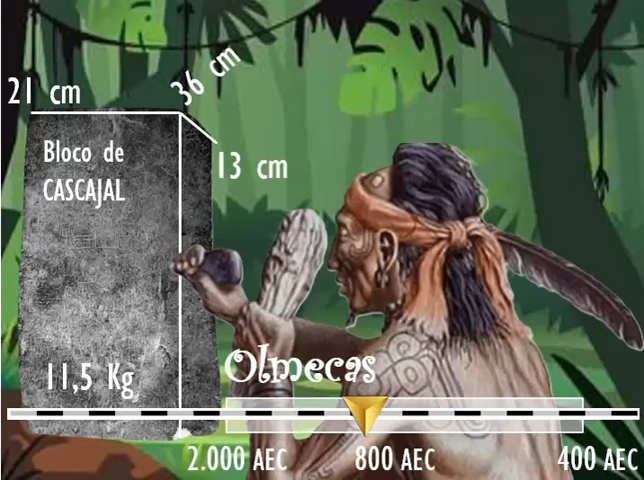 21 cm
36 cm
13 cm
Bloco de
CASCAJAL
11,5 Kg
Olmecas
2.000 AEC
800 AEC
400 AEC